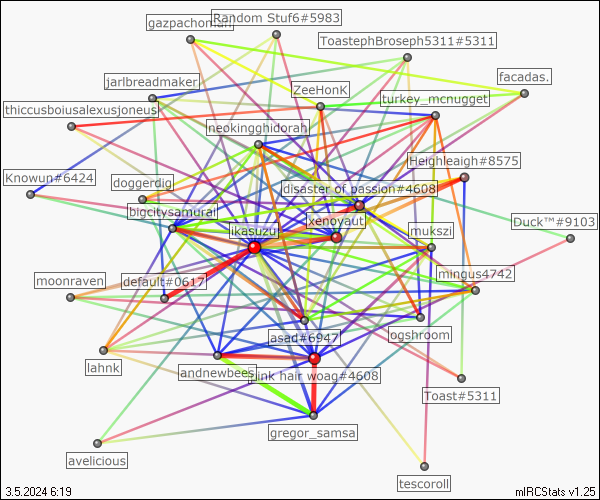 gazpachoman
Random Stuf6#5983
ToastephBroseph5311#5311
facadas.
jarlbreadmaker
ZeeHonK
turkey_mcnugget
thiccusboiusalexusjoneus
neokingghidorah
Heighleigh#8575
Knowun#6424
doggerdig
disaster of passion#4608
bigcitysamurai
xenoyaut
Duck™#9103
ikasuzu
mukszi
mingus4742
moonraven
default#0617
asad#6947
ogshroom
lahnk
andnewbees
pink hair woag#4608
Toast#5311
gregor_samsa
avelicious
tescoroll
3.5.2024 6:19
mIRCStats v1.25